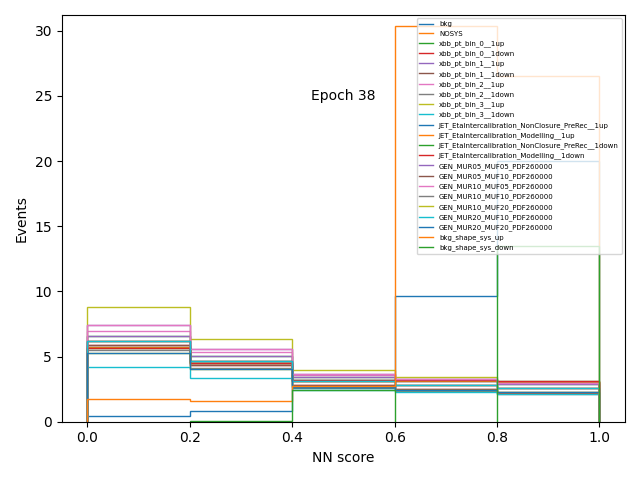 30
25
20
15
10
5
0
Events
Epoch 38
bkg
NOSYS
xbb_pt_bin_0__1up
xbb_pt_bin_0__1down
xbb_pt_bin_1__1up
xbb_pt_bin_1__1down
xbb_pt_bin_2__1up
xbb_pt_bin_2__1down
xbb_pt_bin_3__1up
xbb_pt_bin_3__1down
JET_EtaIntercalibration_NonClosure_PreRec__1up
JET_EtaIntercalibration_Modelling__1up
JET_EtaIntercalibration_NonClosure_PreRec__1down
JET_EtaIntercalibration_Modelling__1down
GEN_MUR05_MUF05_PDF260000
GEN_MUR05_MUF10_PDF260000
GEN_MUR10_MUF05_PDF260000
GEN_MUR10_MUF10_PDF260000
GEN_MUR10_MUF20_PDF260000
GEN_MUR20_MUF10_PDF260000
GEN_MUR20_MUF20_PDF260000
bkg_shape_sys_up
bkg_shape_sys_down
0.0 0.2 0.4 0.6 0.8 1.0
NN score